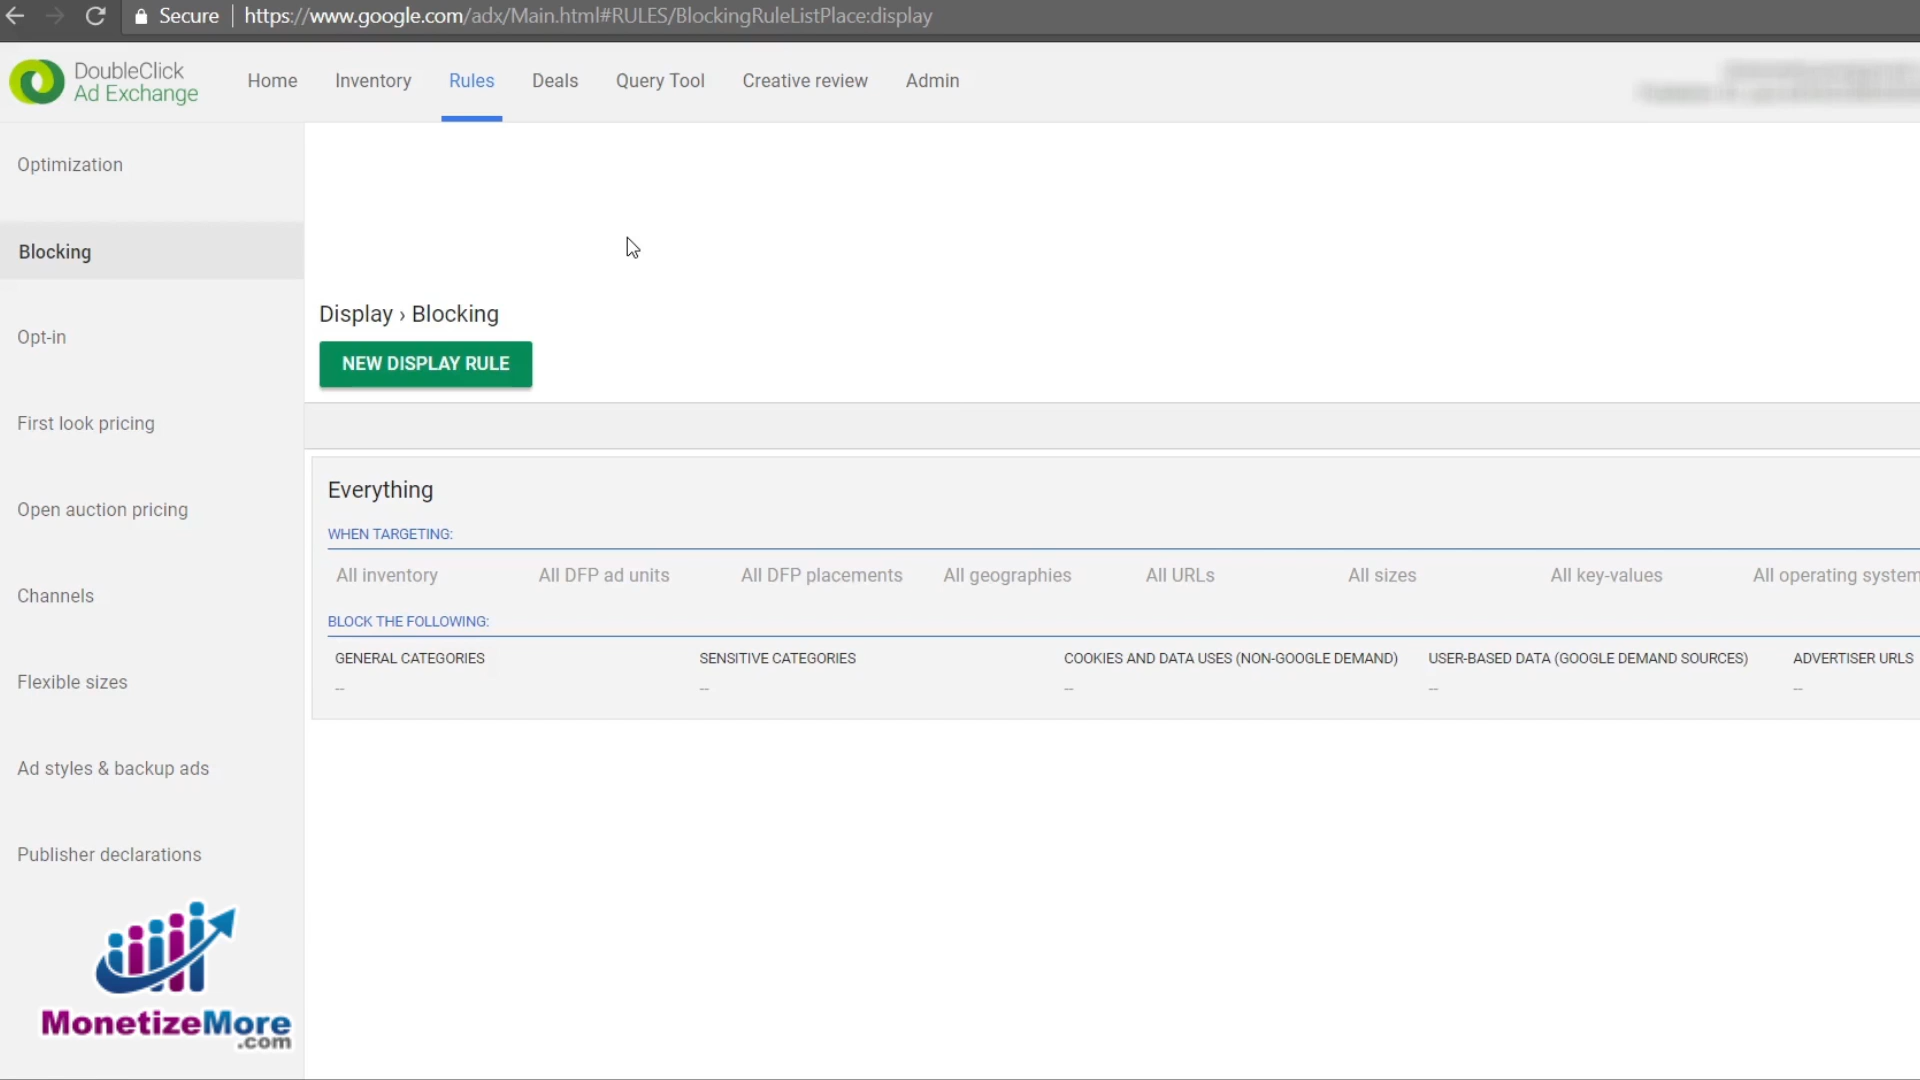 Secure https://www.google.com/adx/Main.html#RULES/BlockingRuleListPlace:display
DoubleClick
Ad Exchange
Home Inventory Rules Deals Query Tool Creative review Admin
Optimization
Blocking
Opt-in
First look pricing
Open auction pricing
Channels
Flexible sizes
Ad styles & backup ads
Publisher declarations
MonetizeMore
.com
Display › Blocking
NEW DISPLAY RULE
Everything
WHEN TARGETING:
All inventory All DFP ad units All DFP placements All geographies All URLs All sizes All key-values All operating system
BLOCK THE FOLLOWING:
GENERAL CATEGORIES SENSITIVE CATEGORIES COOKIES AND DATA USES (NON-GOOGLE DEMAND) USER-BASED DATA (GOOGLE DEMAND SOURCES) ADVERTISER URLS
-- -- -- -- --